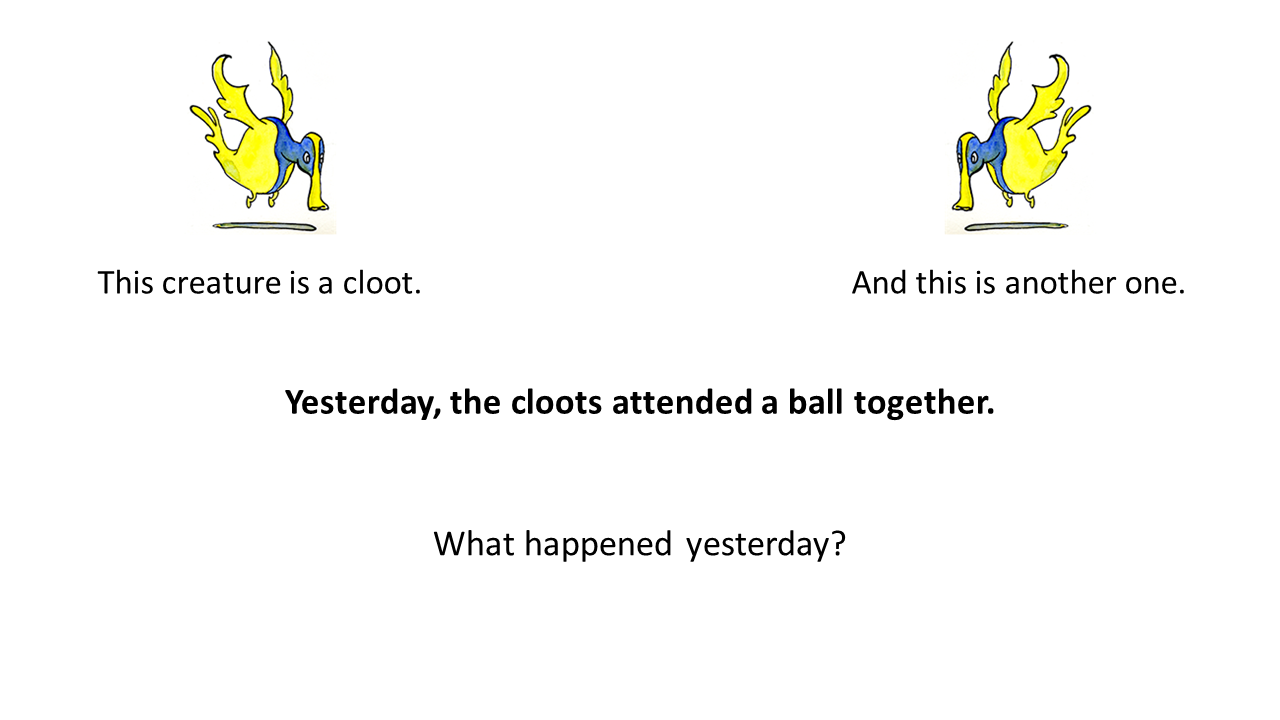 This creature is a cloot.
And this is another one.
Yesterday, the cloots attended a ball together.
What happened yesterday?